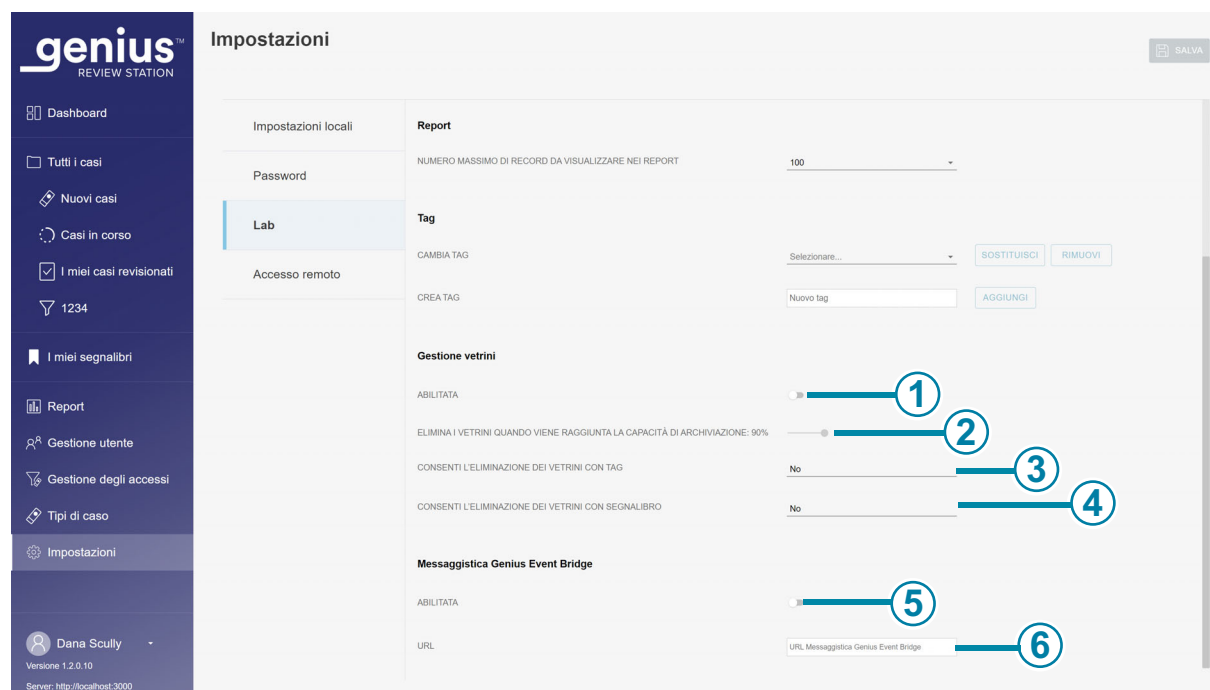 genius™
REVIEW STATION
Dashboard
Tutti i casi
Nuovi casi
Casi in corso
I miei casi revisionati
1234
I miei segnalibri
Report
Gestione utente
Gestione degli accessi
Tipi di caso
Impostazioni
Dana Scully
Versione 1.2.0.10
Server: http://localhost:3000
Impostazioni
SALVA
Impostazioni locali
Password
Lab
Accesso remoto
Report
NUMERO MASSIMO DI RECORD DA VISUALIZZARE NEI REPORT 100
Tag
CAMBIA TAG Selezionare... SOSTITUISCI RIMUOVI
CREA TAG Nuovo tag AGGIUNGI
Gestione vetrini
ABILITATA 1
ELIMINA I VETRINI QUANDO VIENE RAGGIUNTA LA CAPACITÀ DI ARCHIVIAZIONE: 90% 2
CONSENTI L'ELIMINAZIONE DEI VETRINI CON TAG No 3
CONSENTI L'ELIMINAZIONE DEI VETRINI CON SEGNALIBRO No 4
Messaggistica Genius Event Bridge
ABILITATA 5
URL URL Messaggistica Genius Event Bridge 6